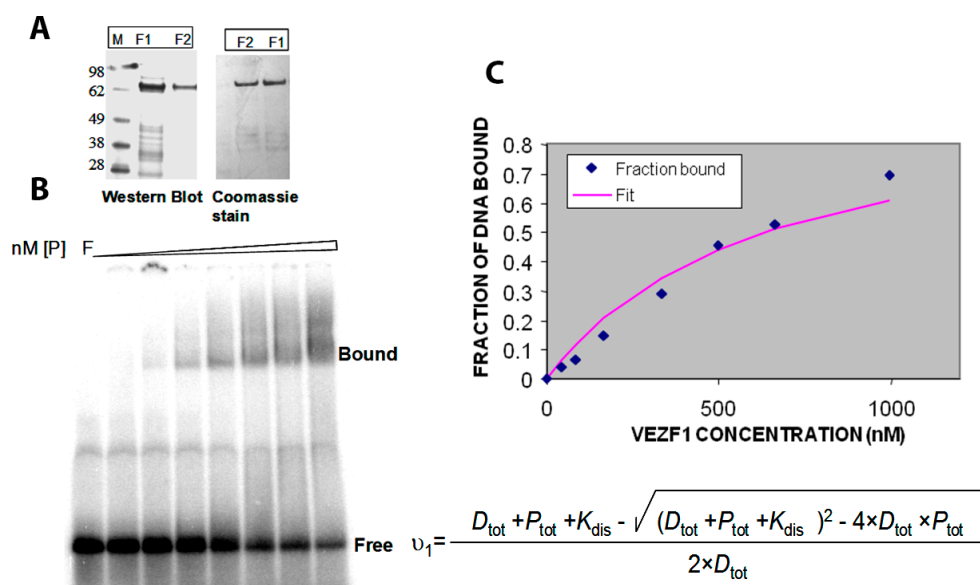 A
M F1 F2
F2 F1
98
62
49
38
28
Western Blot
Coomassie
stain
B
nM [P] F
Bound
Free
C
FRACTION OF DNA BOUND
0.8
0.7
0.6
0.5
0.4
0.3
0.2
0.1
0
Fraction bound
Fit
0 500 1000
VEZF1 CONCENTRATION (nM)
υ1= Dtot +Ptot +Kdis - √ (Dtot +Ptot +Kdis )2 - 4×Dtot ×Ptot
2×Dtot